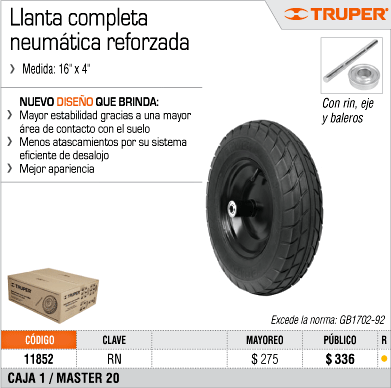 Llanta completa
neumática reforzada
TRUPER
Medida: 16" x 4"
NUEVO DISEÑO QUE BRINDA:
Mayor estabilidad gracias a una mayor
área de contacto con el suelo
Menos atascamientos por su sistema
eficiente de desalojo
Mejor apariencia
Con rin, eje
y baleros
TRUPER
Excede la norma: GB1702-92
CÓDIGO CLAVE MAYOREO PÚBLICO R
11852 RN $ 275 $ 336
CAJA 1 / MASTER 20